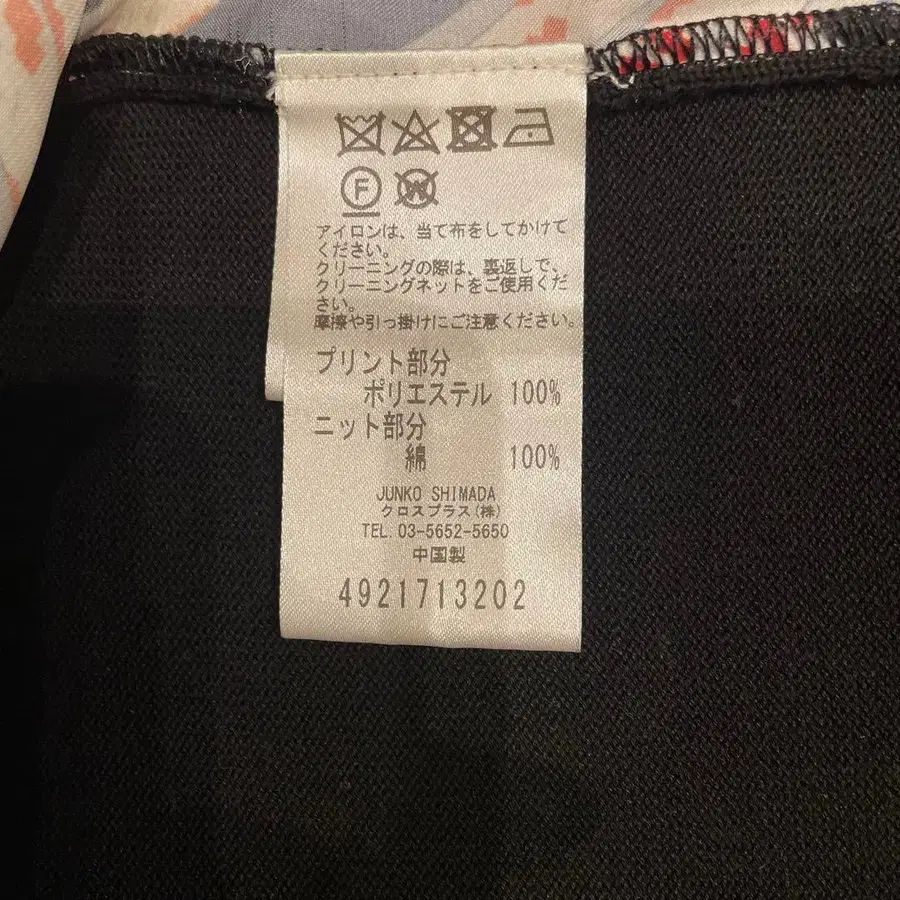 F
W
アイロンは、当て布をしてかけて
ください。
クリーニングの際は、裏返しで、
クリーニングネットをご使用くだ
さい。
摩擦や引っ掛けにご注意ください。
プリント部分
ポリエステル 100%
ニット部分
綿 100%
JUNKO SHIMADA
クロスプラス(株)
TEL.03-5652-5650
中国製
4921713202